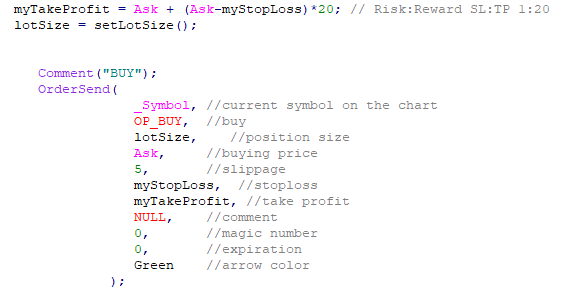 myTakeProfit = Ask + (Ask-myStopLoss)*20; // Risk:Reward SL:TP 1:20
lotSize = setLotSize();
Comment("BUY");
OrderSend(
_Symbol, //current symbol on the chart
OP_BUY, //buy
lotSize, //position size
Ask, //buying price
5, //slippage
myStopLoss, //stoploss
myTakeProfit, //take profit
NULL, //comment
0, //magic number
0, //expiration
Green //arrow color
);